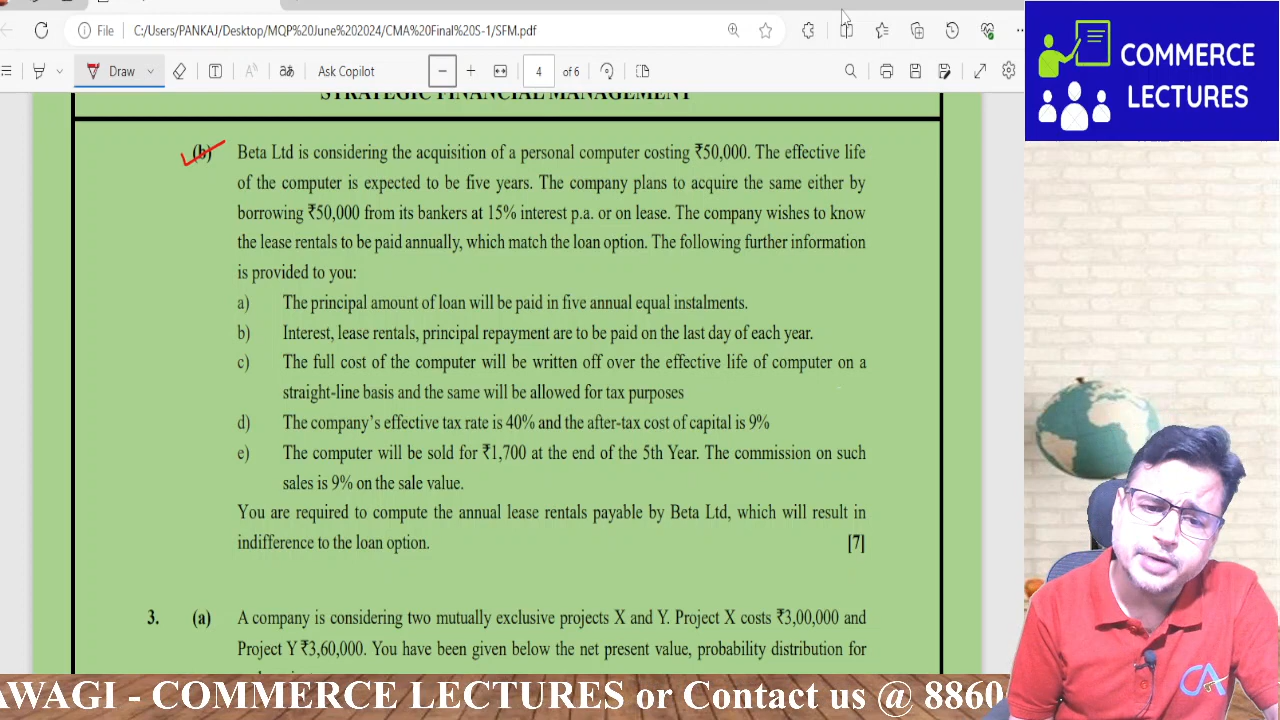 File
C:/Users/PANKAJ/Desktop/MQP%20June%202024/CMA%20Final%20S-1/SFM.pdf
Draw
Ask Copilot
4
of 6
COMMERCE
LECTURES
STRATEGIC FINANCIAL MANAGEMENT
(b) Beta Ltd is considering the acquisition of a personal computer costing ₹50,000. The effective life
of the computer is expected to be five years. The company plans to acquire the same either by
borrowing ₹50,000 from its bankers at 15% interest p.a. or on lease. The company wishes to know
the lease rentals to be paid annually, which match the loan option. The following further information
is provided to you:
a) The principal amount of loan will be paid in five annual equal instalments.
b) Interest, lease rentals, principal repayment are to be paid on the last day of each year.
c) The full cost of the computer will be written off over the effective life of computer on a
straight-line basis and the same will be allowed for tax purposes
d) The company's effective tax rate is 40% and the after-tax cost of capital is 9%
e) The computer will be sold for ₹1,700 at the end of the 5th Year. The commission on such
sales is 9% on the sale value.
You are required to compute the annual lease rentals payable by Beta Ltd, which will result in
indifference to the loan option. [7]
3. (a) A company is considering two mutually exclusive projects X and Y. Project X costs ₹3,00,000 and
Project Y ₹3,60,000. You have been given below the net present value, probability distribution for
AWAGI - COMMERCE LECTURES or Contact us @ 8860
CA